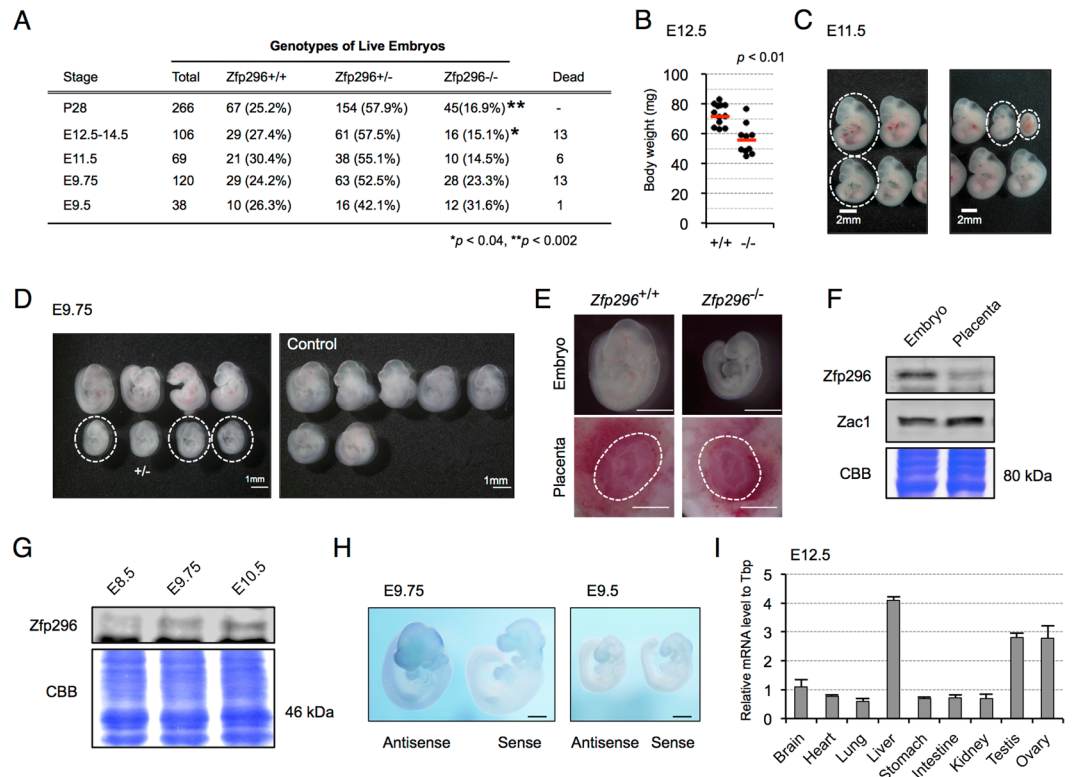 A
Genotypes of Live Embryos
Stage Total Zfp296+/+ Zfp296+/- Zfp296-/- Dead
P28 266 67 (25.2%) 154 (57.9%) 45(16.9%)** -
E12.5-14.5 106 29 (27.4%) 61 (57.5%) 16 (15.1%)* 13
E11.5 69 21 (30.4%) 38 (55.1%) 10 (14.5%) 6
E9.75 120 29 (24.2%) 63 (52.5%) 28 (23.3%) 13
E9.5 38 10 (26.3%) 16 (42.1%) 12 (31.6%) 1
*p < 0.04, **p < 0.002
B
E12.5
p < 0.01
Body weight (mg)
100
80
60
40
20
0
+/+ -/-
C
E11.5
2mm
2mm
D
E9.75
+/-
1mm
Control
1mm
E
Zfp296+/+ Zfp296-/-
Embryo
Placenta
F
Embryo Placenta
Zfp296
Zac1
CBB 80 kDa
G
E8.5 E9.75 E10.5
Zfp296
CBB
46 kDa
H
E9.75 E9.5
Antisense Sense Antisense Sense
I
E12.5
Relative mRNA level to Tbp
5
4
3
2
1
0
Brain Heart Lung Liver Stomach Intestine Kidney Testis Ovary